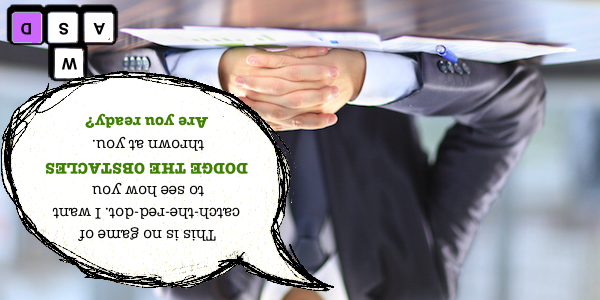 This is no game of
catch-the-red-dot. I want
to see how you
DODGE THE OBSTACLES
thrown at you.
Are you ready?
W
A S D